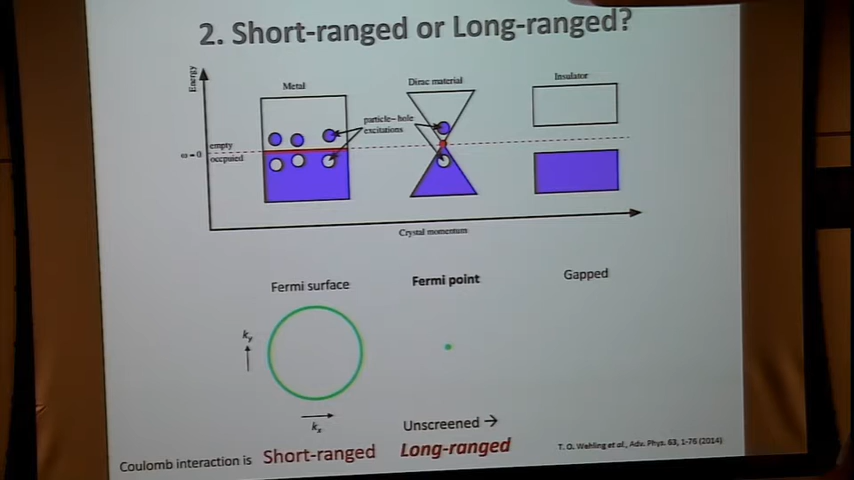 2. Short-ranged or Long-ranged?
Energy
Metal
Dirac material
Insulator
particle-hole
excitations
empty
ω=0
occupied
Crystal momentum
Fermi surface
Fermi point
Gapped
ky
kx
Unscreened →
Coulomb interaction is Short-ranged Long-ranged
T. O. Wehling et al., Adv. Phys. 63, 1-76 (2014)